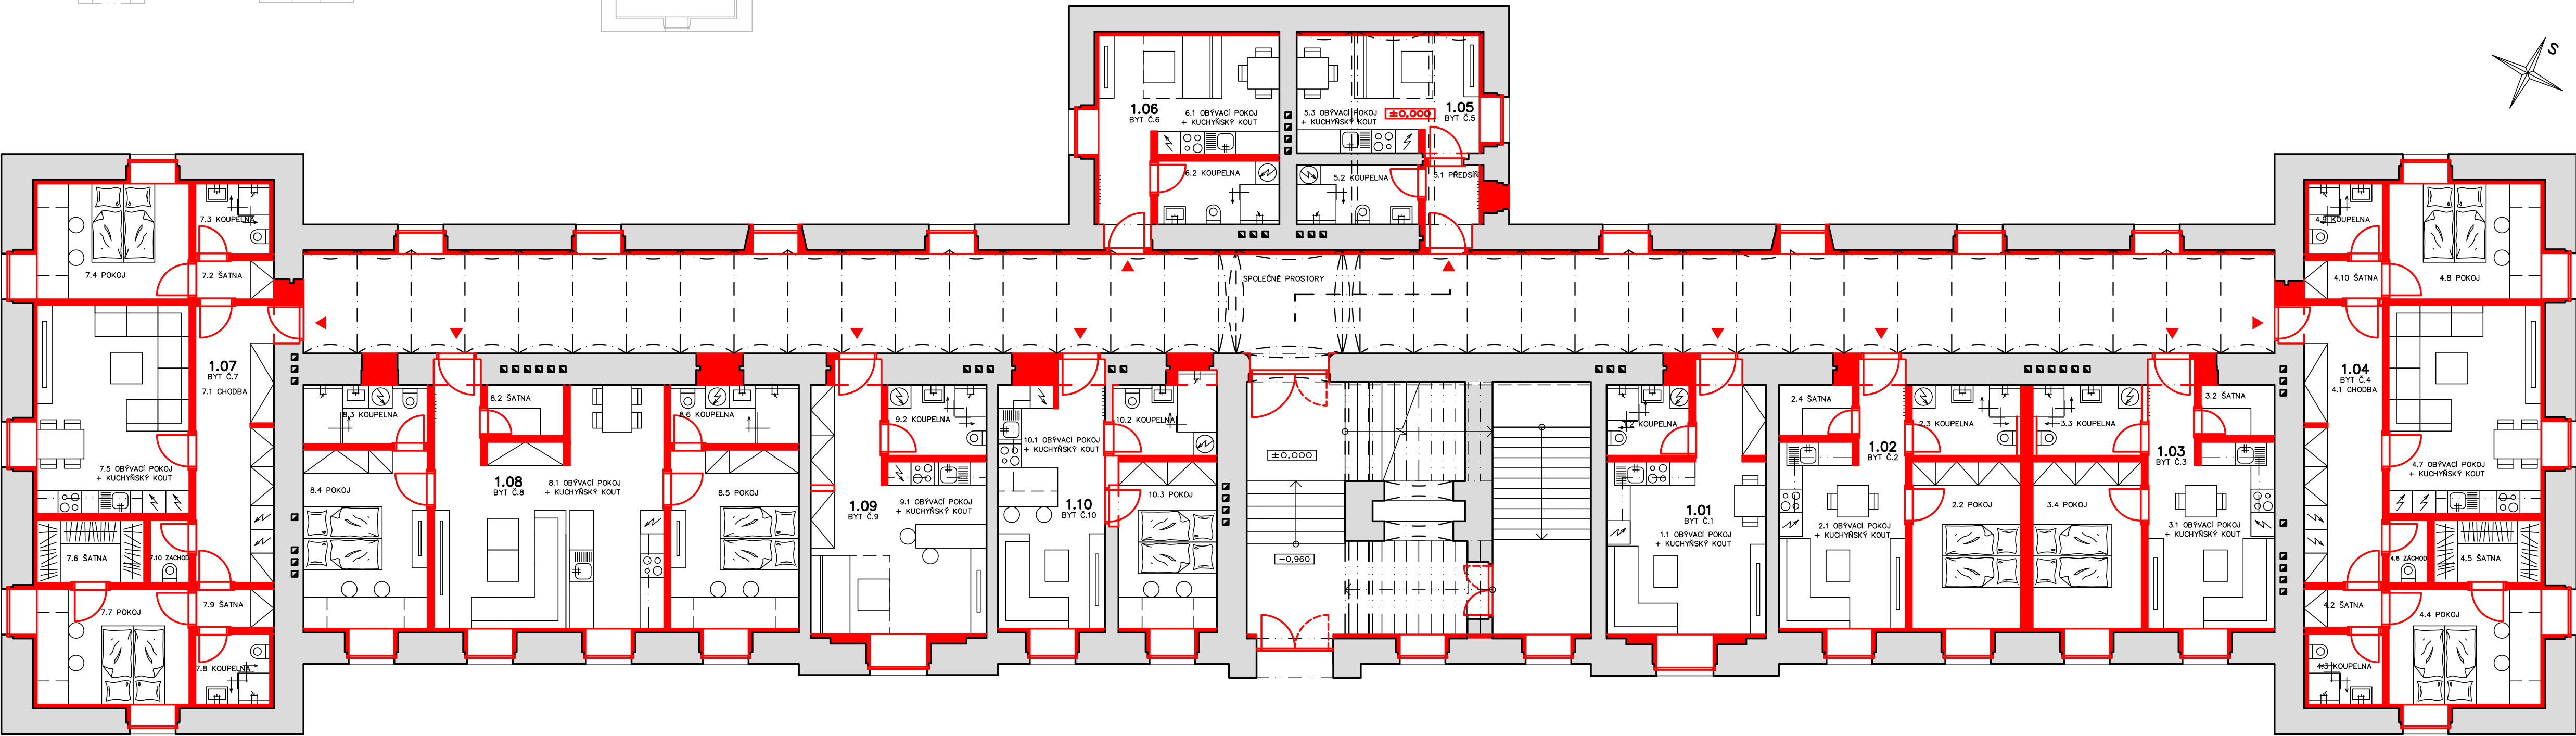 S
1.06
BYT Č.6
6.1 OBÝVACÍ POKOJ
+ KUCHYŇSKÝ KOUT
6.2 KOUPELNA
5.3 OBÝVACÍ POKOJ
+ KUCHYŇSKÝ KOUT
±0,000
1.05
BYT Č.5
5.2 KOUPELNA
5.1 PŘEDSÍŇ
SPOLEČNÉ PROSTORY
7.3 KOUPELNA
7.4 POKOJ
7.2 ŠATNA
1.07
BYT Č.7
7.1 CHODBA
7.5 OBÝVACÍ POKOJ
+ KUCHYŇSKÝ KOUT
7.6 ŠATNA
7.10 ZÁCHOD
7.7 POKOJ
7.9 ŠATNA
7.8 KOUPELNA
8.3 KOUPELNA
8.2 ŠATNA
8.6 KOUPELNA
8.4 POKOJ
1.08
BYT Č.8
8.1 OBÝVACÍ POKOJ
+ KUCHYŇSKÝ KOUT
8.5 POKOJ
9.2 KOUPELNA
1.09
BYT Č.9
9.1 OBÝVACÍ POKOJ
+ KUCHYŇSKÝ KOUT
10.2 KOUPELNA
10.1 OBÝVACÍ POKOJ
+ KUCHYŇSKÝ KOUT
1.10
BYT Č.10
10.3 POKOJ
±0,000
-0,960
1.2 KOUPELNA
1.01
BYT Č.1
1.1 OBÝVACÍ POKOJ
+ KUCHYŇSKÝ KOUT
2.4 ŠATNA
1.02
BYT Č.2
2.3 KOUPELNA
2.1 OBÝVACÍ POKOJ
+ KUCHYŇSKÝ KOUT
2.2 POKOJ
3.3 KOUPELNA
3.2 ŠATNA
1.03
BYT Č.3
3.4 POKOJ
3.1 OBÝVACÍ POKOJ
+ KUCHYŇSKÝ KOUT
4.9 KOUPELNA
4.10 ŠATNA
4.8 POKOJ
1.04
BYT Č.4
4.1 CHODBA
4.7 OBÝVACÍ POKOJ
+ KUCHYŇSKÝ KOUT
4.6 ZÁCHOD
4.5 ŠATNA
4.2 ŠATNA
4.4 POKOJ
4.3 KOUPELNA